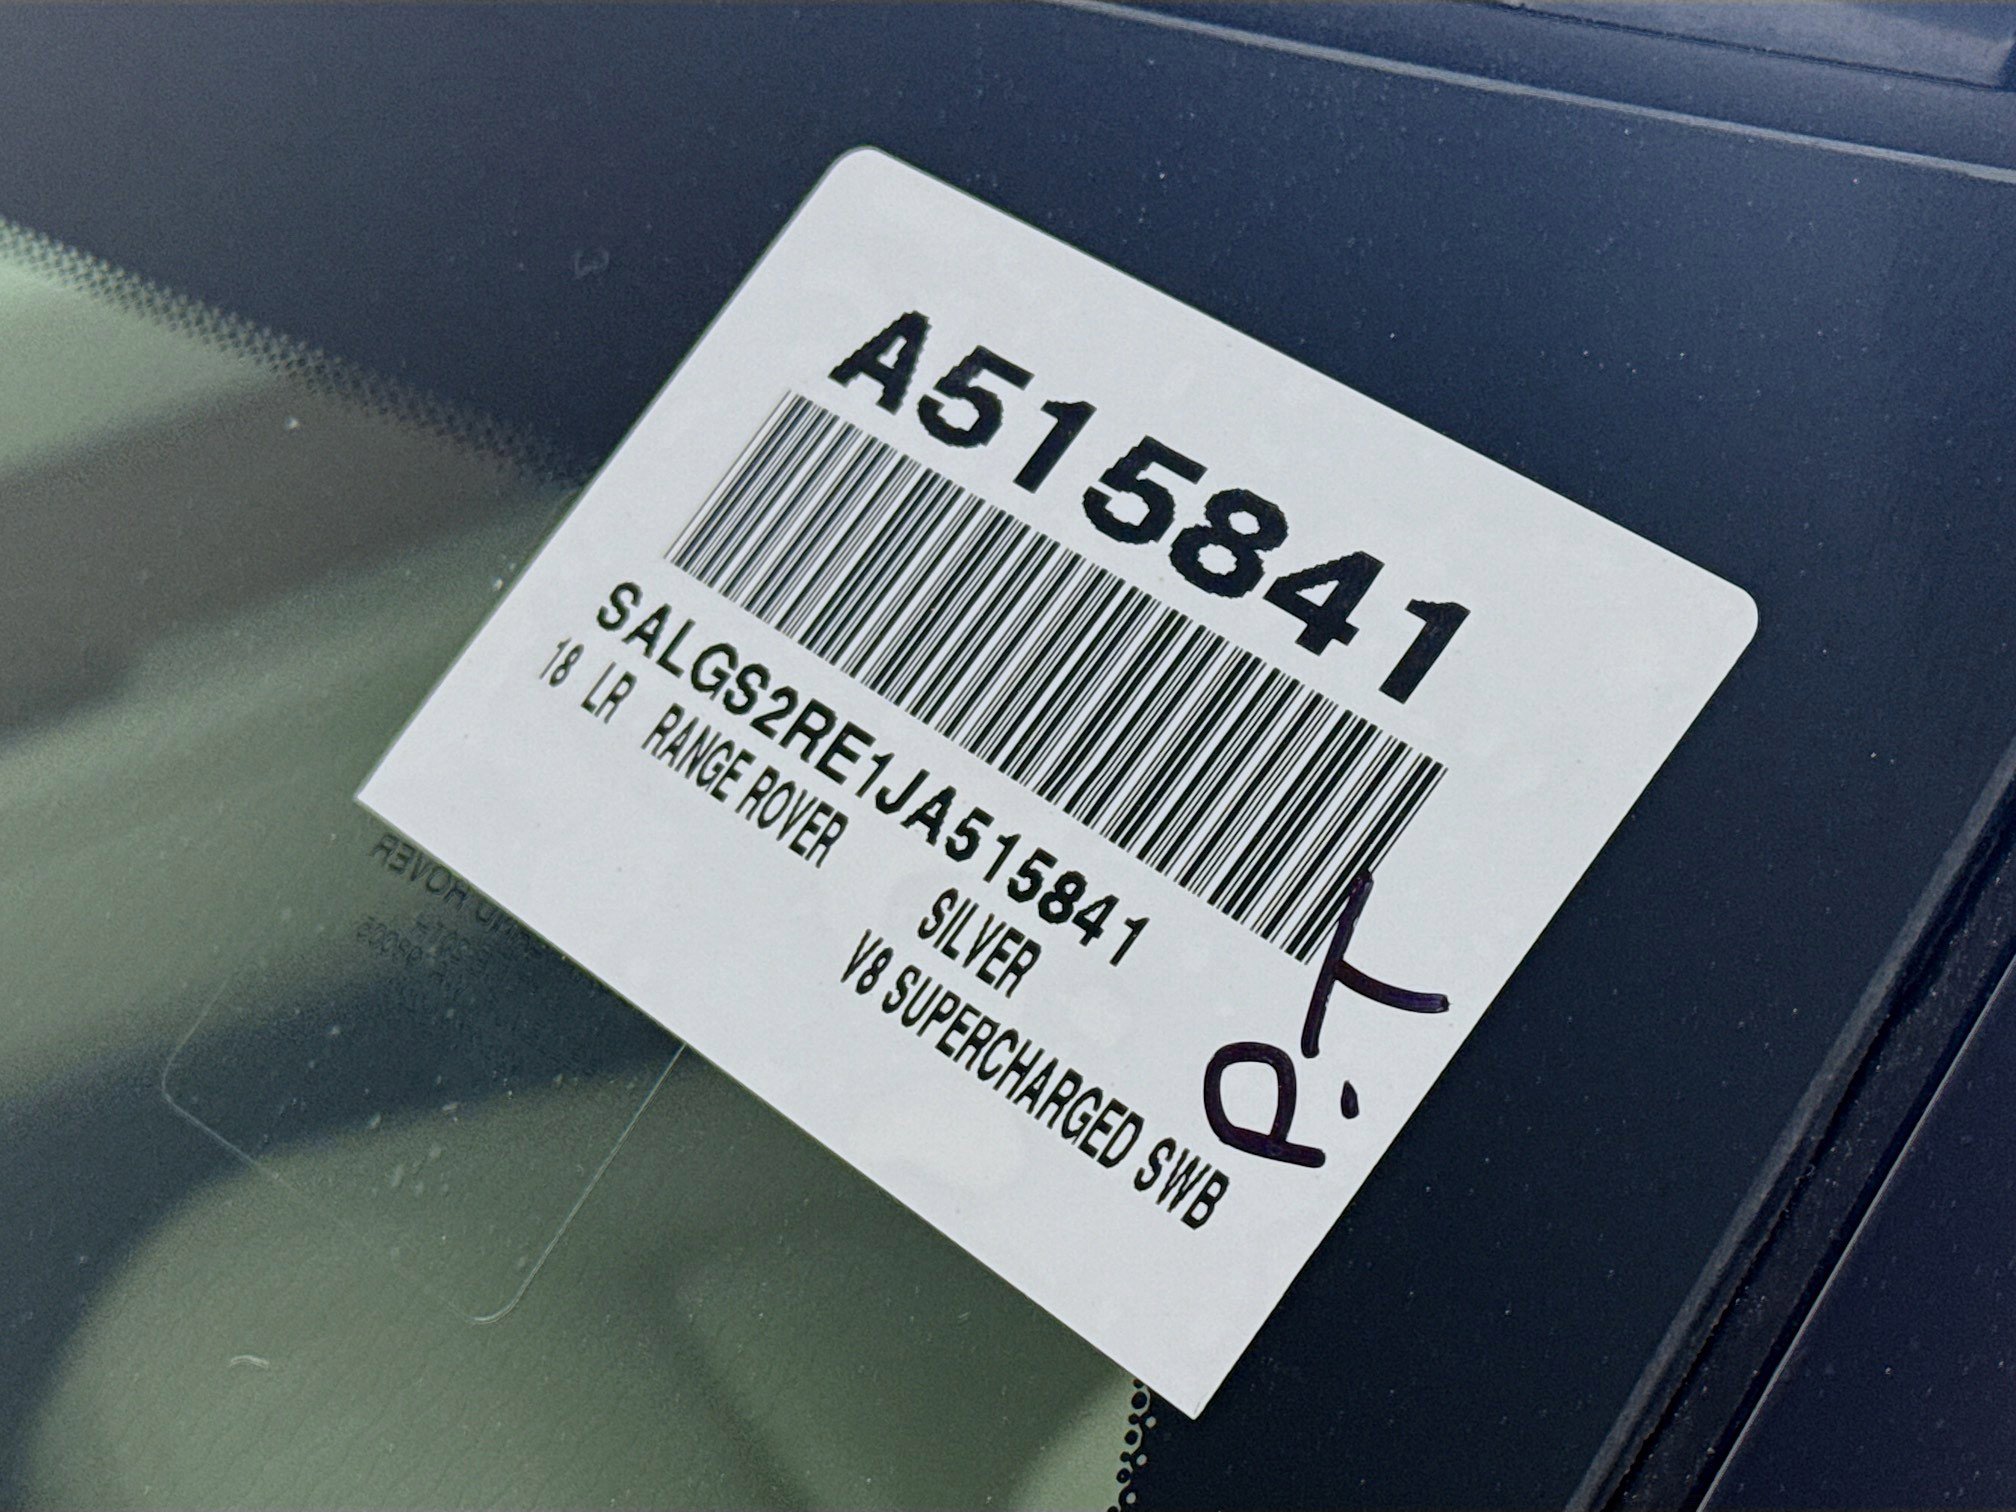 A515841
SALGS2RE1JA515841
18 LR RANGE ROVER
SILVER
V8 SUPERCHARGED SWB
P.T